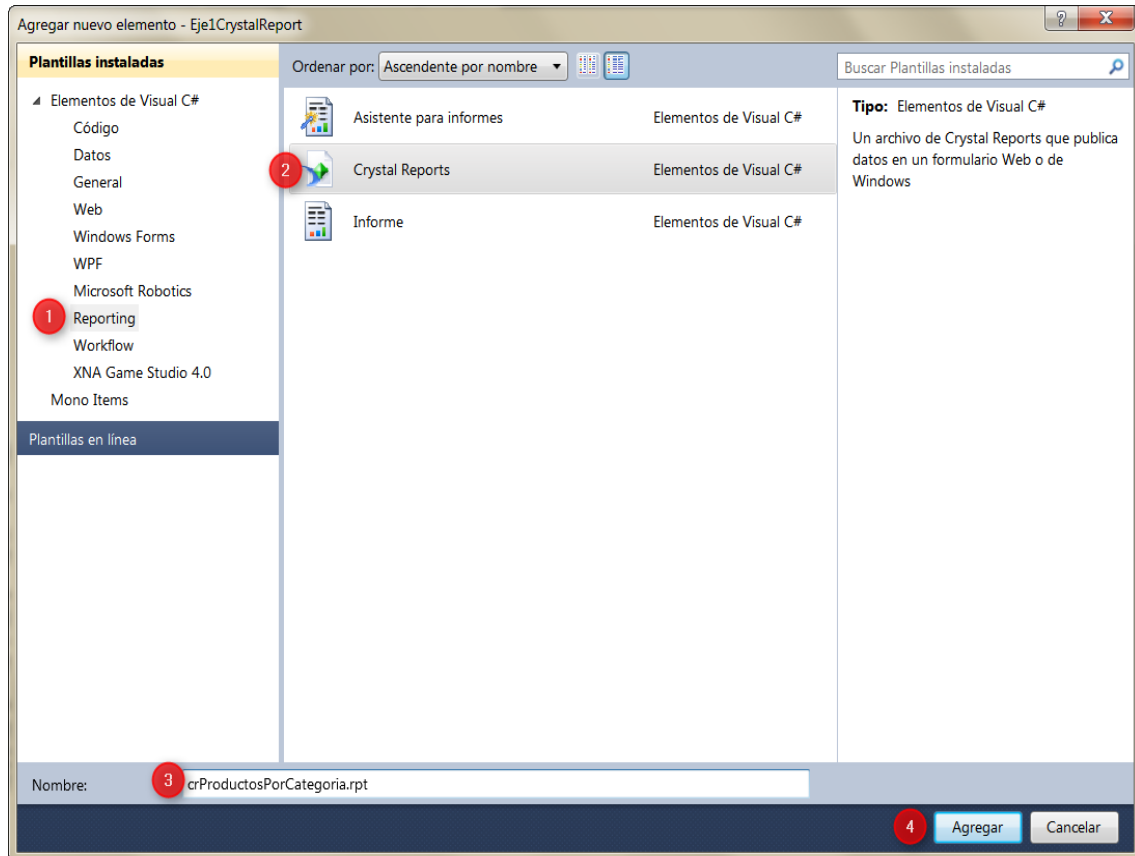 Agregar nuevo elemento - Eje1CrystalReport
?
X
Plantillas instaladas
Ordenar por: Ascendente por nombre
Buscar Plantillas instaladas
Elementos de Visual C#
Código
Datos
General
Web
Windows Forms
WPF
Microsoft Robotics
1 Reporting
Workflow
XNA Game Studio 4.0
Mono Items
Plantillas en línea
Asistente para informes Elementos de Visual C#
2 Crystal Reports Elementos de Visual C#
Informe Elementos de Visual C#
Tipo: Elementos de Visual C#
Un archivo de Crystal Reports que publica
datos en un formulario Web o de
Windows
Nombre: 3 crProductosPorCategoria.rpt
4 Agregar Cancelar